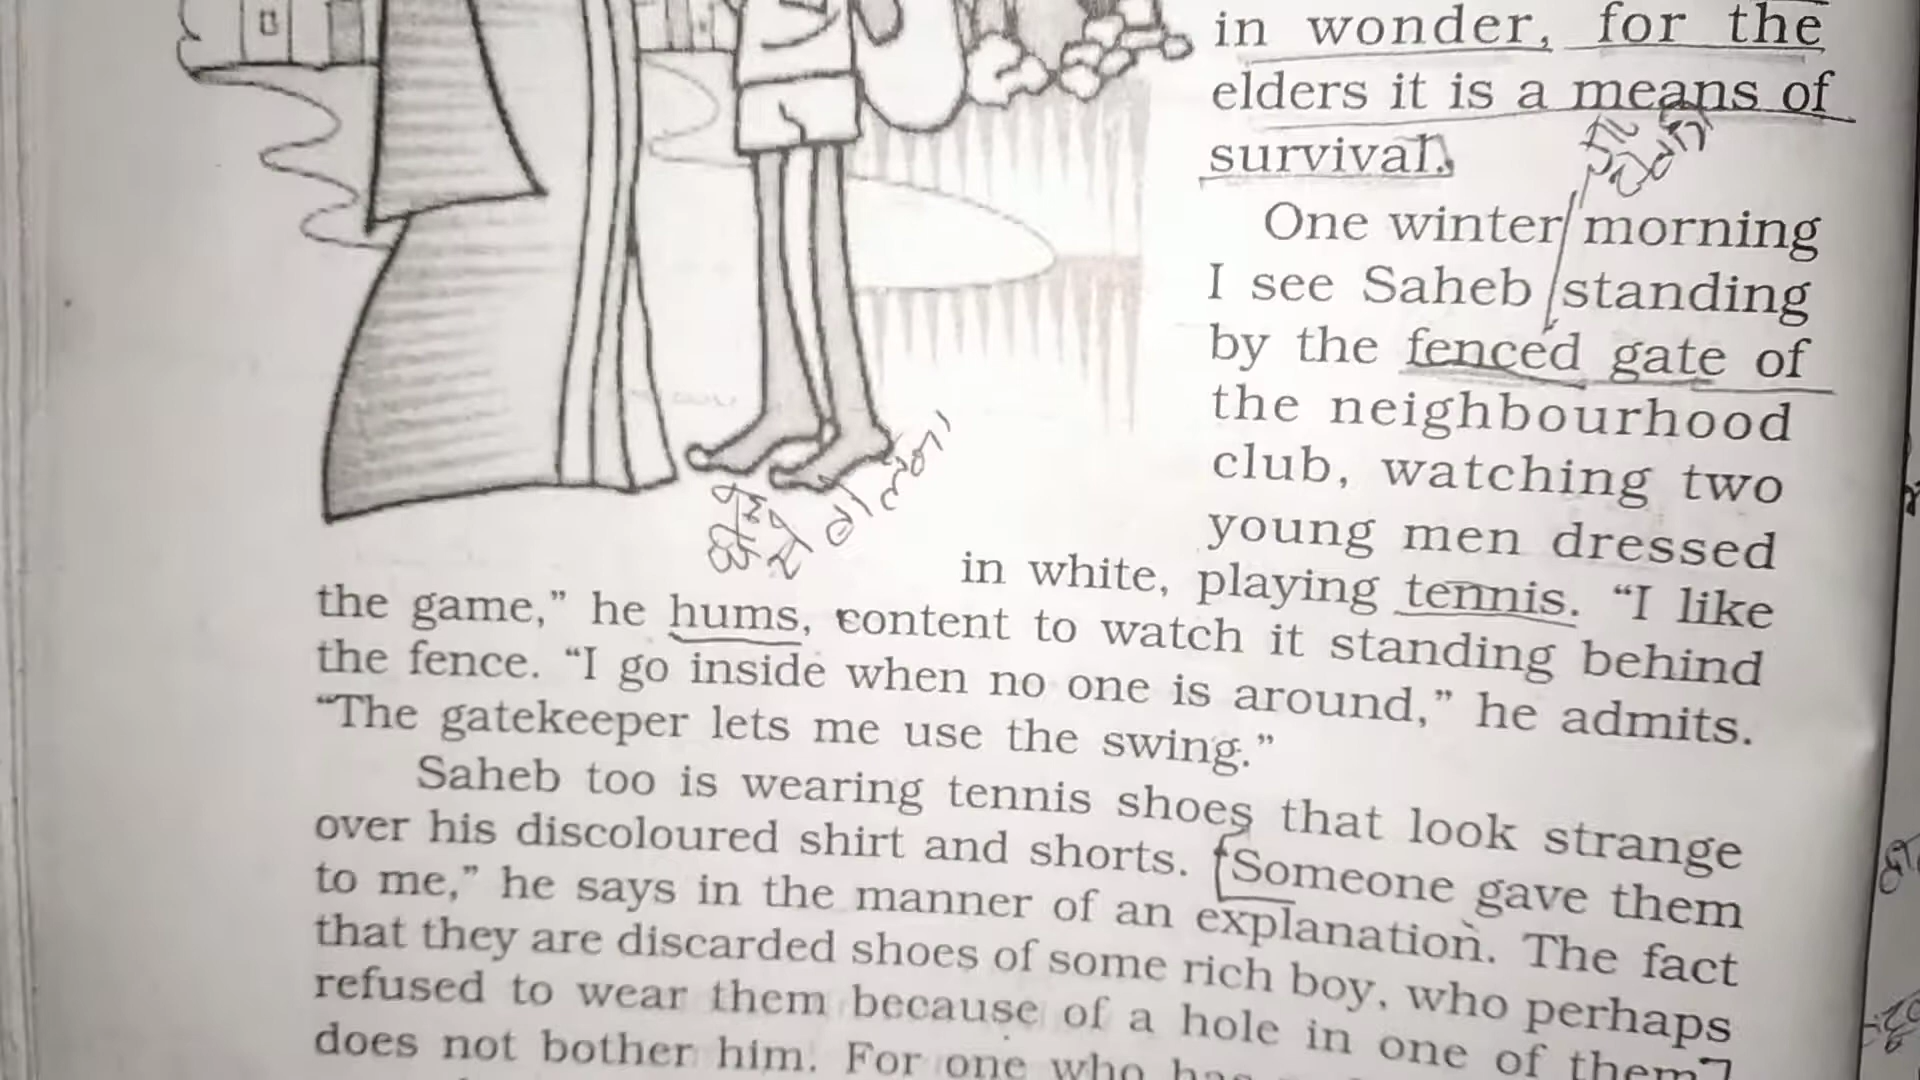 in wonder, for the
elders it is a means of
survival.
One winter morning
I see Saheb standing
by the fenced gate of
the neighbourhood
club, watching two
young men dressed
in white, playing tennis. “I like
the game,” he hums, content to watch it standing behind
the fence. “I go inside when no one is around,” he admits.
“The gatekeeper lets me use the swing.”
Saheb too is wearing tennis shoes that look strange
over his discoloured shirt and shorts. “Someone gave them
to me,” he says in the manner of an explanation. The fact
that they are discarded shoes of some rich boy, who perhaps
refused to wear them because of a hole in one of them,
does not bother him. For one who has